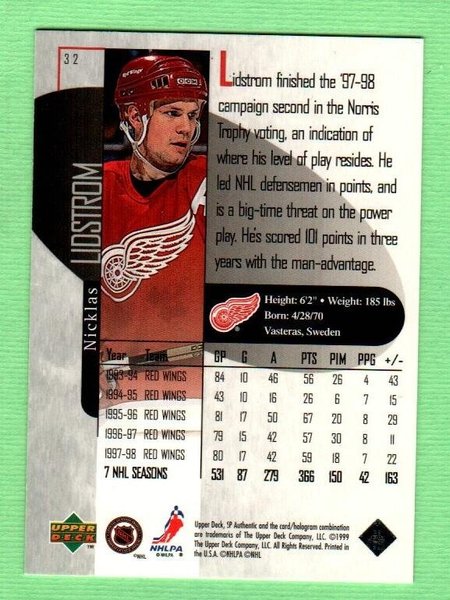 32
Lidstrom finished the '97-98
campaign second in the Norris
Trophy voting, an indication of
where his level of play resides. He
led NHL defensemen in points, and
is a big-time threat on the power
play. He's scored 101 points in three
years with the man-advantage.
Nicklas LIDSTROM
Red Wings
CCM
A
Height: 6'2" • Weight: 185 lbs
Born: 4/28/70
Vasteras, Sweden
Year Team GP G A PTS PIM PPG +/-
1993-94 RED WINGS 84 10 46 56 26 4 43
1994-95 RED WINGS 43 10 16 26 6 7 15
1995-96 RED WINGS 81 17 50 67 20 8 29
1996-97 RED WINGS 79 15 42 57 30 8 11
1997-98 RED WINGS 80 17 42 59 18 7 22
7 NHL SEASONS 531 87 279 366 150 42 163
UPPER DECK TM
NHL
©NHL
NHLPA
©NHLPA ®
Upper Deck, SP Authentic and the card/hologram combination
are trademarks of The Upper Deck Company, LLC. ©1999
The Upper Deck Company, LLC. All Rights Reserved. Printed in
the U.S.A. ©NHLPA ©NHL